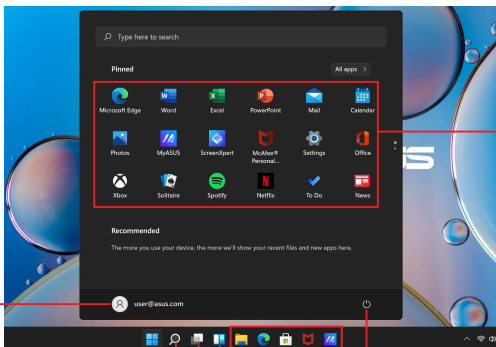 Type here to search
Pinned
All apps >
Microsoft Edge Word Excel PowerPoint Mail Calendar
Photos MyASUS ScreenXpert McAfee® Personal... Settings Office
Xbox Solitaire Spotify Netflix To Do News
Recommended
The more you use your device, the more we'll show your recent files and new apps here.
user@asus.com